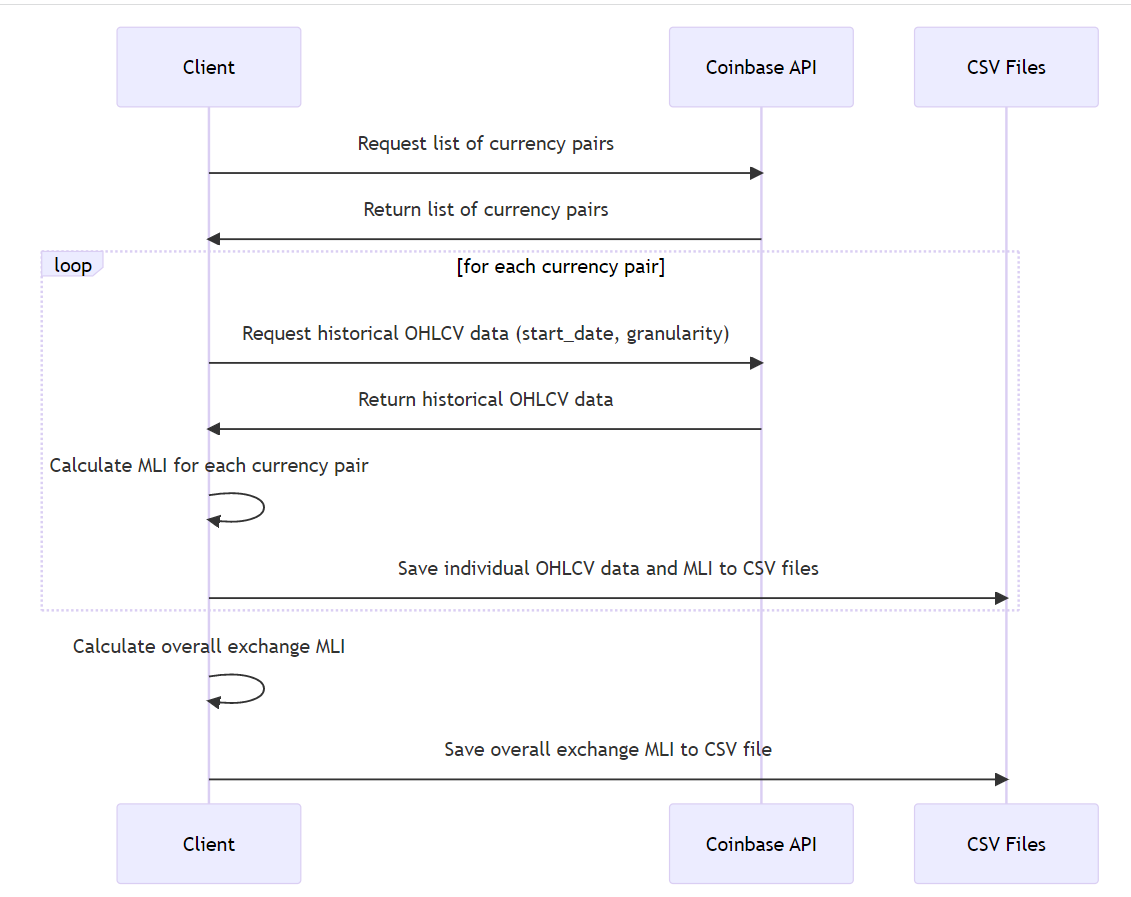 Client
Coinbase API
CSV Files
Request list of currency pairs
Return list of currency pairs
loop
[for each currency pair]
Request historical OHLCV data (start_date, granularity)
Return historical OHLCV data
Calculate MLI for each currency pair
Save individual OHLCV data and MLI to CSV files
Calculate overall exchange MLI
Save overall exchange MLI to CSV file
Client
Coinbase API
CSV Files